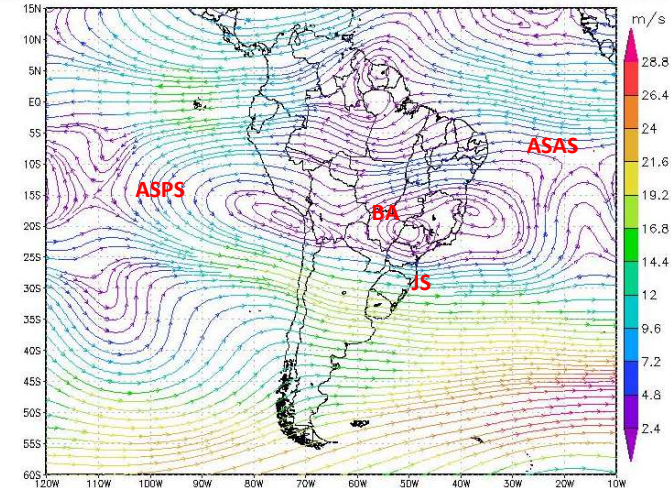 15N
m/s
10N
5N
EQ
5S
10S
15S
20S
25S
30S
35S
40S
45S
50S
55S
60S
28.8
26.4
24
21.6
19.2
16.8
14.4
12
9.6
7.2
4.8
2.4
ASAS
ASPS
BA
JS
120W 110W 100W 90W 80W 70W 60W 50W 40W 30W 20W 10W